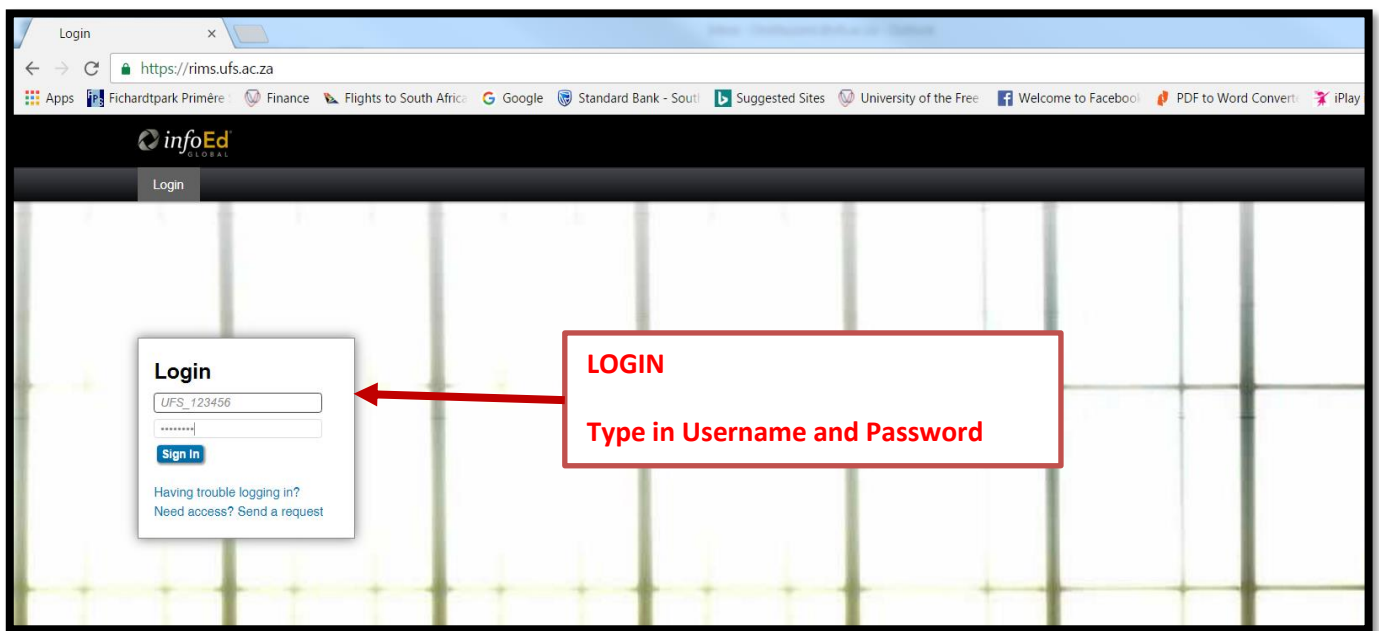 Login
https://rims.ufs.ac.za
Apps Fichardtpark Primêre Finance Flights to South Africa Google Standard Bank - Sout Suggested Sites University of the Free Welcome to Facebool PDF to Word Convert iPlay
infoEd
GLOBAL
Login
Login
UFS_123456
Sign In
Having trouble logging in?
Need access? Send a request
LOGIN
Type in Username and Password